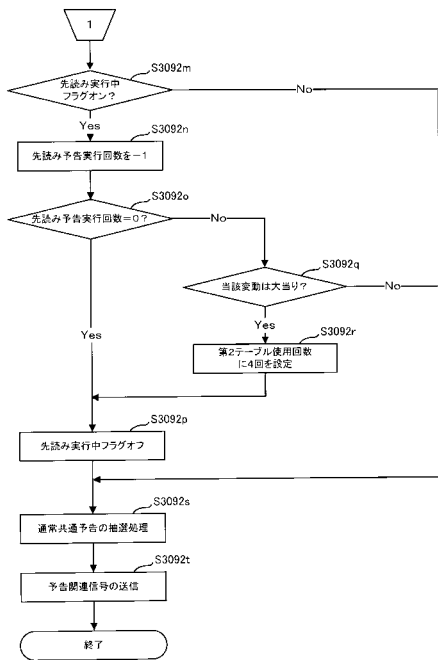 1
S3092m
先読み実行中
フラグオン?
No
Yes
S3092n
先読み予告実行回数を-1
S3092o
先読み予告実行回数=0?
No
S3092q
当該変動は大当り?
No
Yes
Yes
S3092r
第2テーブル使用回数
に4回を設定
S3092p
先読み実行中フラグオフ
S3092s
通常共通予告の抽選処理
S3092t
予告関連信号の送信
終了